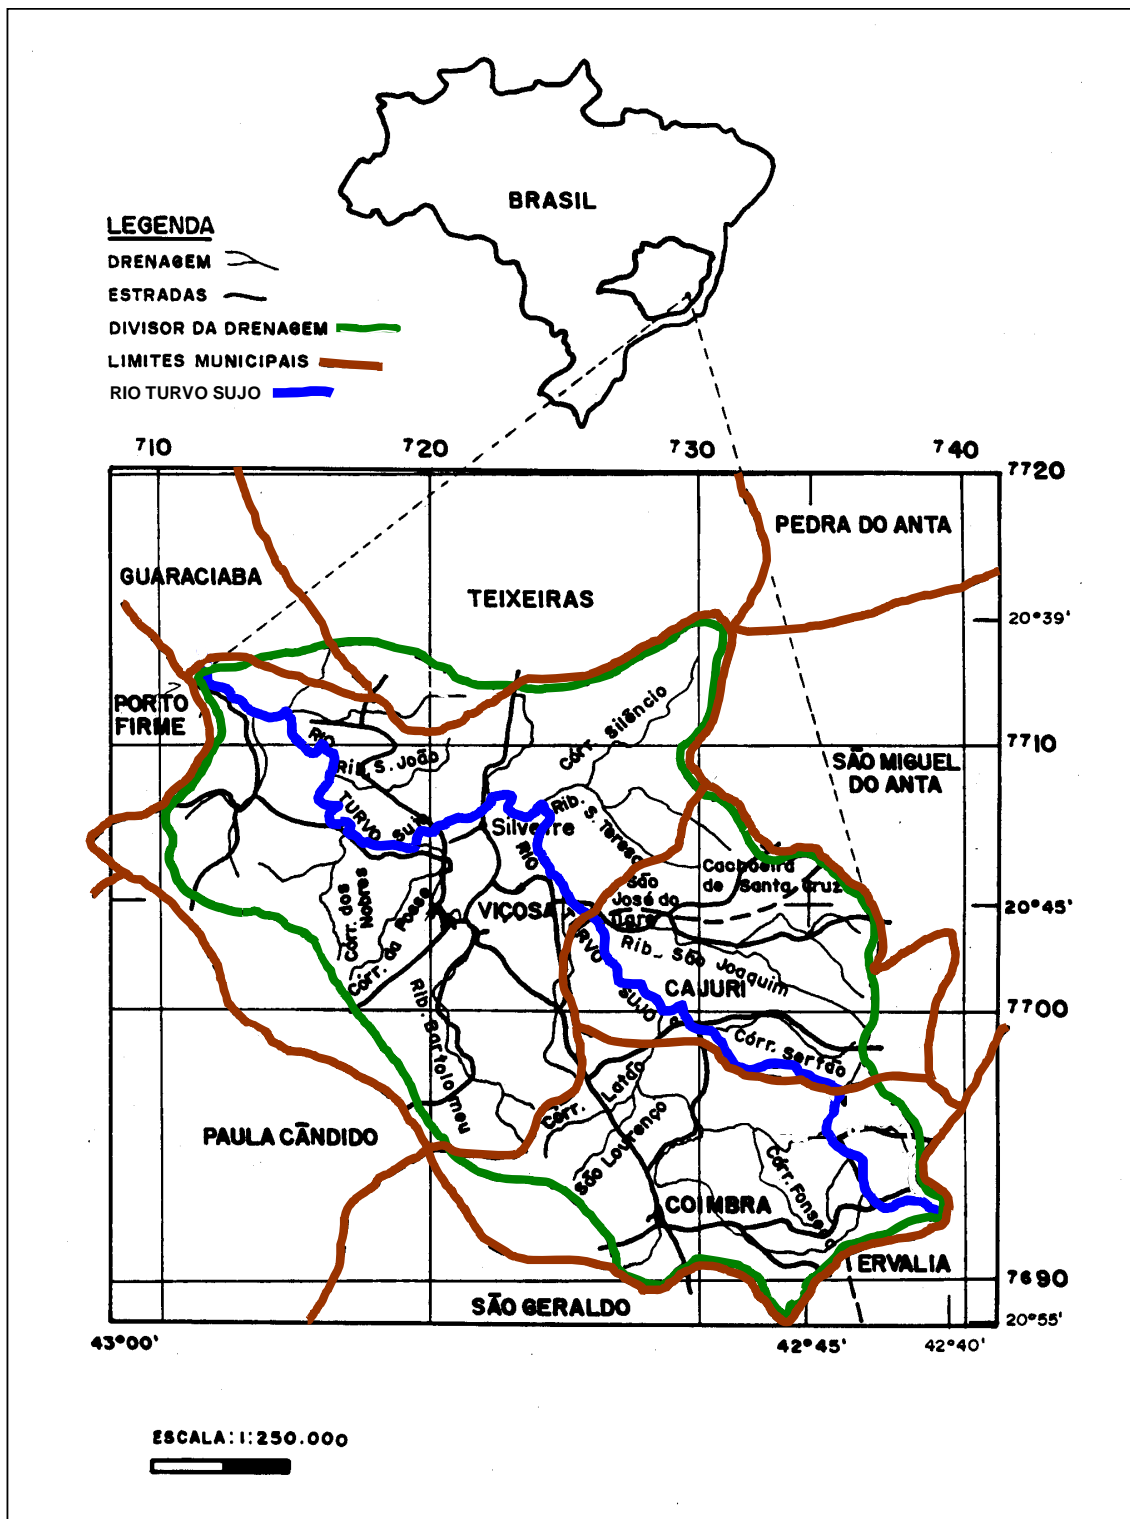 BRASIL
LEGENDA
DRENAGEM
ESTRADAS
DIVISOR DA DRENAGEM
LIMITES MUNICIPAIS
RIO TURVO SUJO
710
720
730
740
7720
PEDRA DO ANTA
GUARACIABA
TEIXEIRAS
20°39'
PORTO
FIRME
Córr. Silêncio
RIO
7710
Rib. S. João
SÃO MIGUEL
DO ANTA
TURVO
Sujo
Rib. S. Teresa
Silvestre
RIO
Cachoeira
de Santa Cruz
São
José do
Córr. dos
Nobres
Córr. da Posse
VIÇOSA
20°45'
TURVO
Rib. São Joaquim
CAJURI
SUJO
7700
Rib. Bartolomeu
Córr. Sertão
Córr. Latão
PAULA CÂNDIDO
São Lourenço
Córr. Fonseca
COIMBRA
ERVALIA
7690
SÃO GERALDO
20°55'
43°00'
42°45'
42°40'
ESCALA: 1:250.000